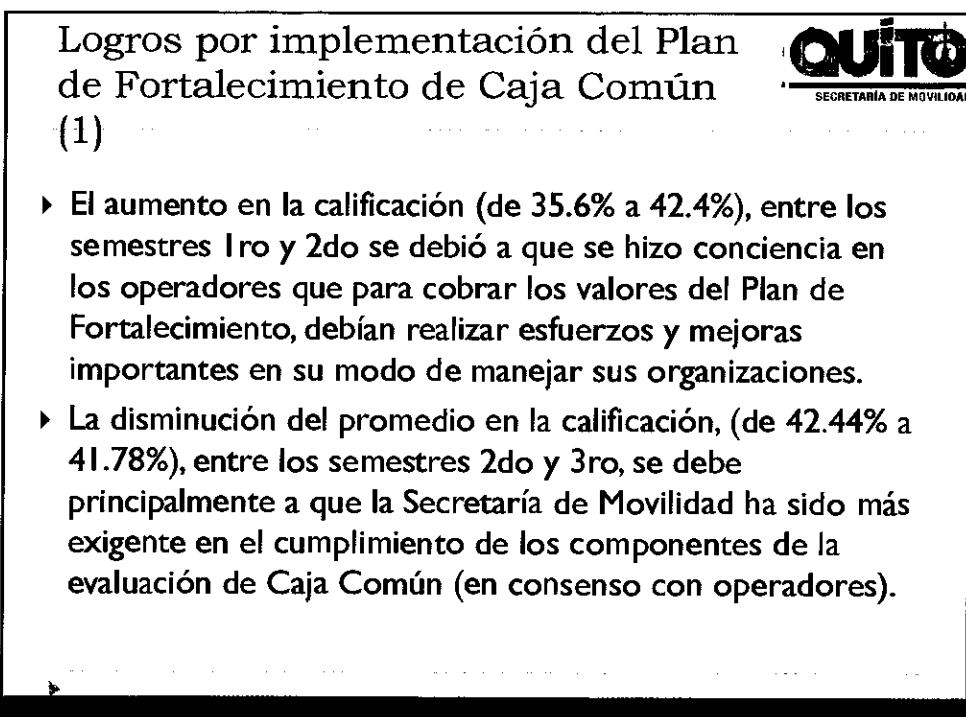 Logros por implementación del Plan
de Fortalecimiento de Caja Común
(1)
QUITO
SECRETARÍA DE MOVILIDAD
▸ El aumento en la calificación (de 35.6% a 42.4%), entre los
semestres 1ro y 2do se debió a que se hizo conciencia en
los operadores que para cobrar los valores del Plan de
Fortalecimiento, debían realizar esfuerzos y mejoras
importantes en su modo de manejar sus organizaciones.
▸ La disminución del promedio en la calificación, (de 42.44% a
41.78%), entre los semestres 2do y 3ro, se debe
principalmente a que la Secretaría de Movilidad ha sido más
exigente en el cumplimiento de los componentes de la
evaluación de Caja Común (en consenso con operadores).